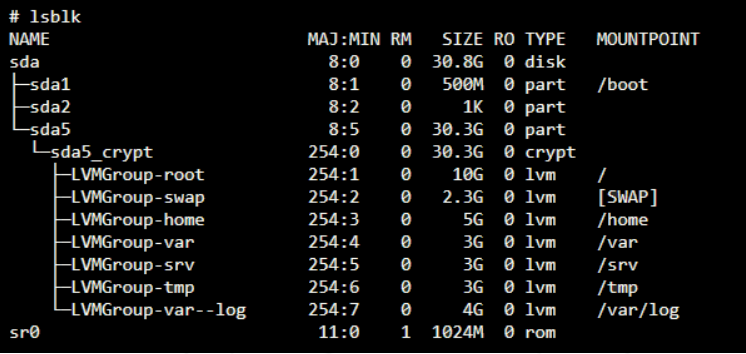 # lsblk
NAME                         MAJ:MIN RM   SIZE RO TYPE   MOUNTPOINT
sda                            8:0    0  30.8G  0 disk
├─sda1                         8:1    0   500M  0 part   /boot
├─sda2                         8:2    0     1K  0 part
└─sda5                         8:5    0  30.3G  0 part
  └─sda5_crypt               254:0    0  30.3G  0 crypt
    ├─LVMGroup-root          254:1    0    10G  0 lvm    /
    ├─LVMGroup-swap          254:2    0   2.3G  0 lvm    [SWAP]
    ├─LVMGroup-home          254:3    0     5G  0 lvm    /home
    ├─LVMGroup-var           254:4    0     3G  0 lvm    /var
    ├─LVMGroup-srv           254:5    0     3G  0 lvm    /srv
    ├─LVMGroup-tmp           254:6    0     3G  0 lvm    /tmp
    └─LVMGroup-var--log      254:7    0     4G  0 lvm    /var/log
sr0                           11:0    1  1024M  0 rom